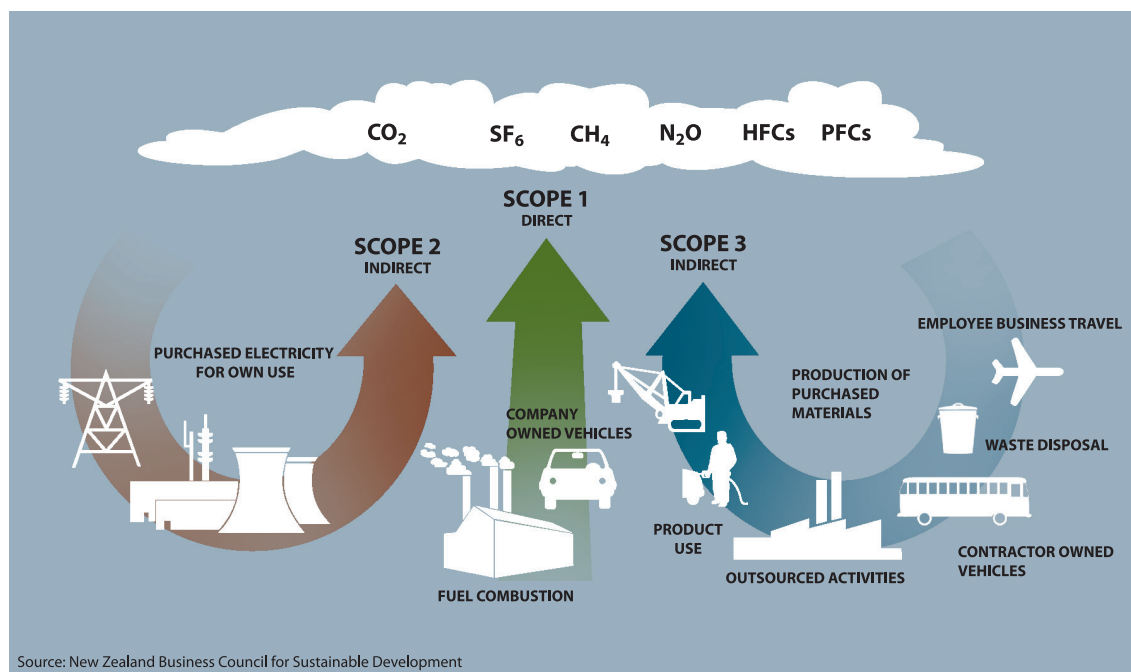 CO₂ SF₆ CH₄ N₂O HFCs PFCs
SCOPE 1
DIRECT
SCOPE 2
INDIRECT
SCOPE 3
INDIRECT
PURCHASED ELECTRICITY
FOR OWN USE
COMPANY
OWNED VEHICLES
FUEL COMBUSTION
EMPLOYEE BUSINESS TRAVEL
PRODUCTION OF
PURCHASED
MATERIALS
WASTE DISPOSAL
PRODUCT
USE
OUTSOURCED ACTIVITIES
CONTRACTOR OWNED
VEHICLES
Source: New Zealand Business Council for Sustainable Development